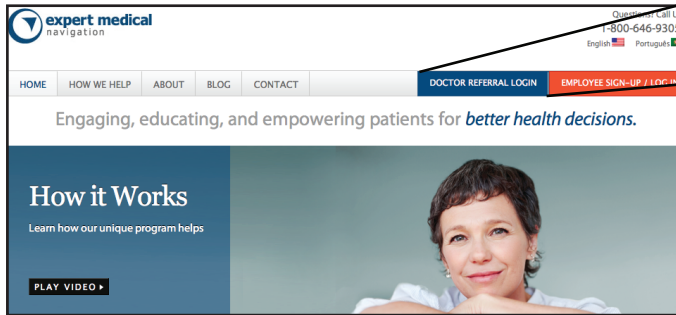 expert medical
navigation
Questions? Call
1-800-646-930
English Português
HOME HOW WE HELP ABOUT BLOG CONTACT DOCTOR REFERRAL LOGIN EMPLOYEE SIGN-UP / LOG IN
Engaging, educating, and empowering patients for better health decisions.
How it Works
Learn how our unique program helps
PLAY VIDEO